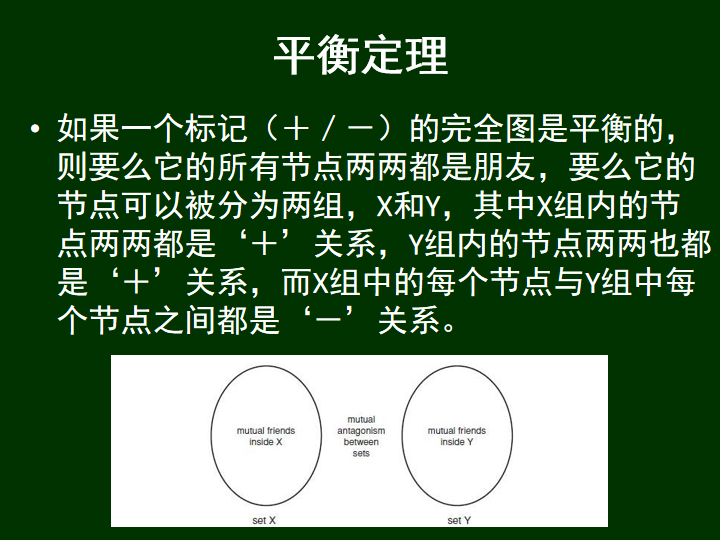 平衡定理
• 如果一个标记（＋／－）的完全图是平衡的，
则要么它的所有节点两两都是朋友，要么它的
节点可以被分为两组，X和Y，其中X组内的节
点两两都是‘＋’关系，Y组内的节点两两也都
是‘＋’关系，而X组中的每个节点与Y组中每
个节点之间都是‘－’关系。
mutual friends
inside X
mutual
antagonism
between
sets
mutual friends
inside Y
set X
set Y